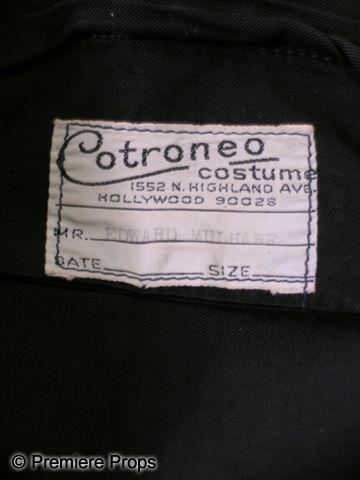 Cotroneo
costume
1552 N. HIGHLAND AVE.
HOLLYWOOD 90028
MR. EDWARD MULHARE
DATE SIZE
© Premiere Props